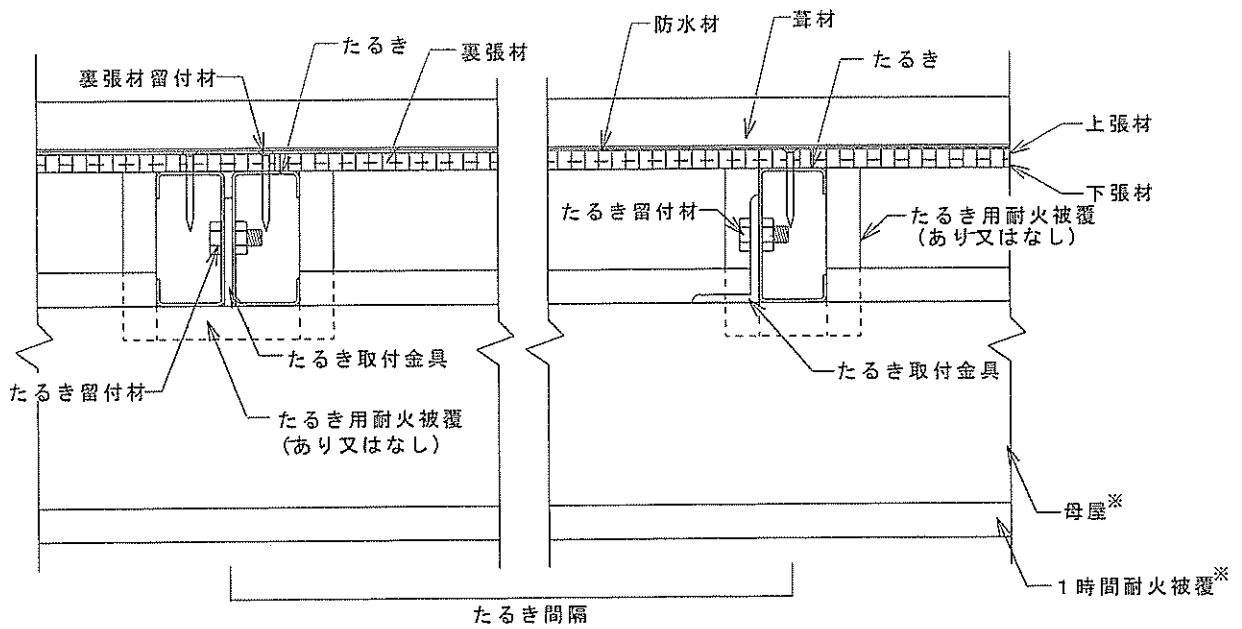 葺材
防水材
たるき
裏張材
たるき
裏張材留付材
上張材
下張材
たるき留付材
たるき用耐火被覆
(あり又はなし)
たるき取付金具
たるき取付金具
たるき留付材
たるき用耐火被覆
(あり又はなし)
母屋※
1時間耐火被覆※
たるき間隔